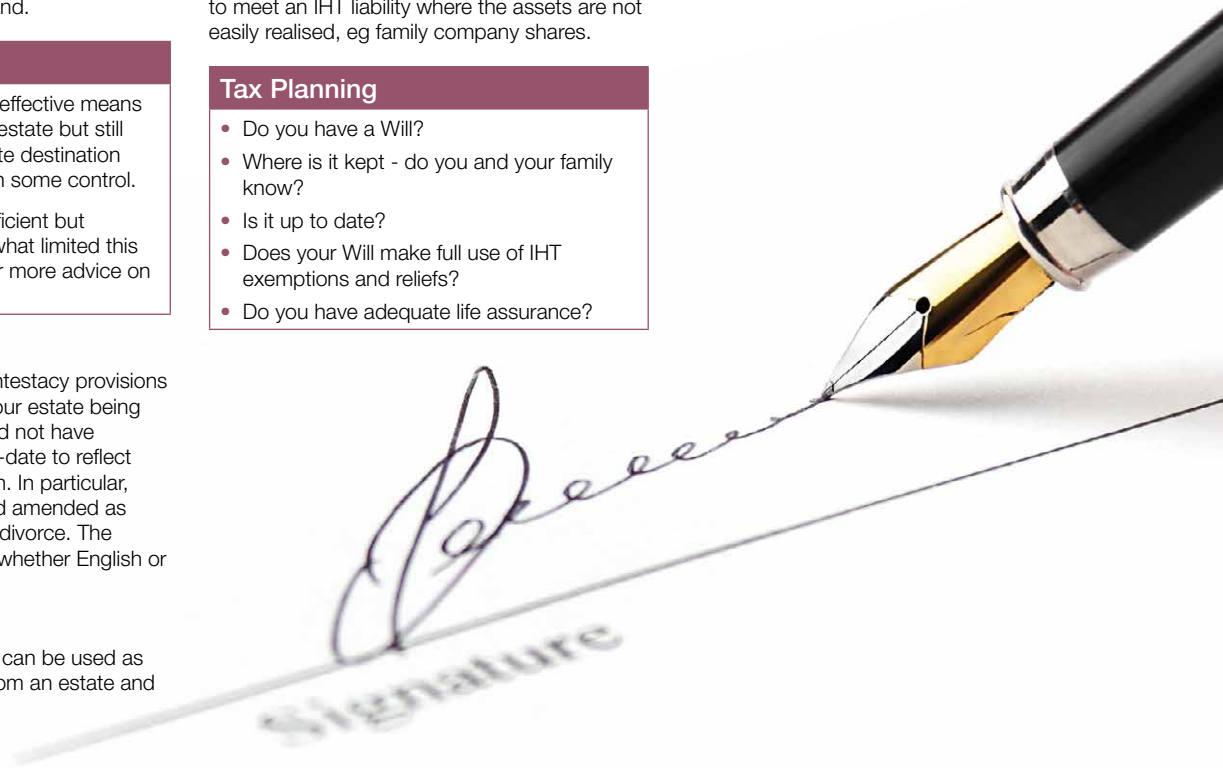 and.
effective means
estate but still
te destination
n some control.
ficient but
what limited this
r more advice on
ntestacy provisions
our estate being
d not have
-date to reflect
n. In particular,
d amended as
divorce. The
whether English or
can be used as
om an estate and
to meet an IHT liability where the assets are not
easily realised, eg family company shares.
Tax Planning
• Do you have a Will?
• Where is it kept - do you and your family
know?
• Is it up to date?
• Does your Will make full use of IHT
exemptions and reliefs?
• Do you have adequate life assurance?
Signature